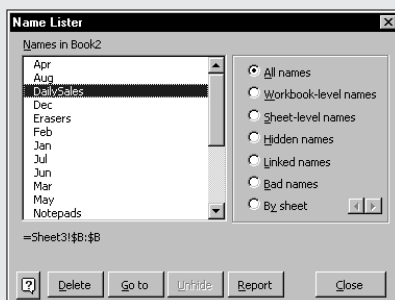 Name Lister
Names in Book2
Apr
Aug
DailySales
Dec
Erasers
Feb
Jan
Jul
Jun
Mar
May
Notepads
All names
Workbook-level names
Sheet-level names
Hidden names
Linked names
Bad names
By sheet
=Sheet3!$B:$B
? Delete Go to Unhide Report Close